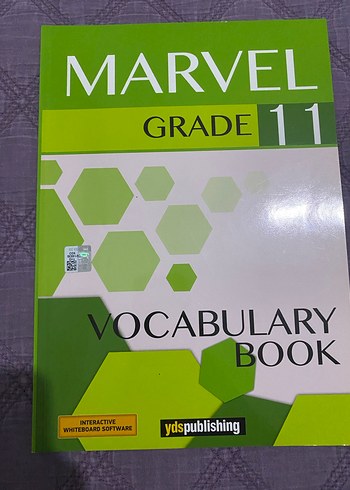 MARVEL
GRADE 11
VOCABULARY
BOOK
INTERACTIVE
WHITEBOARD SOFTWARE
ydspublishing